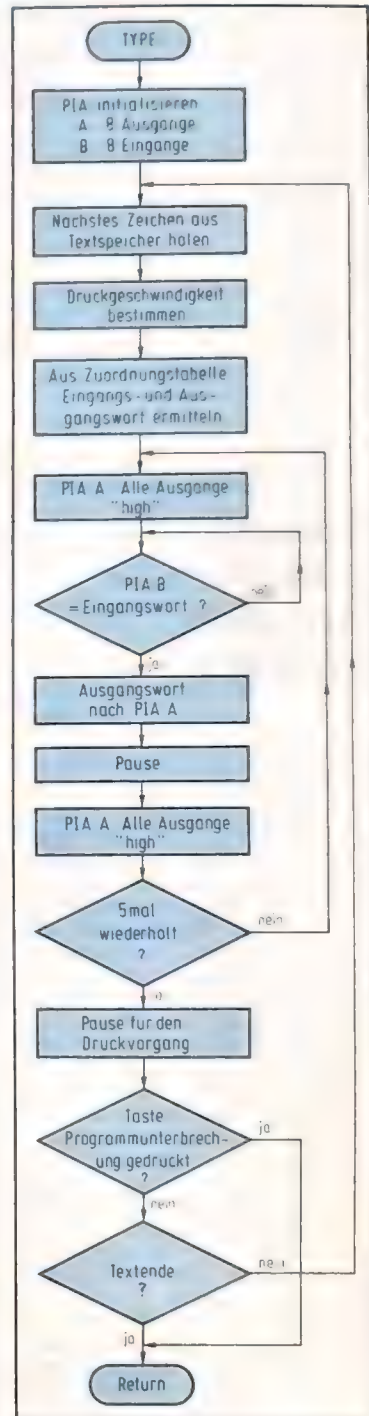 TYPE
PIA initialisieren
A 8 Ausgänge
B 8 Eingänge
Nächstes Zeichen aus
Textspeicher holen
Druckgeschwindigkeit
bestimmen
Aus Zuordnungstabelle
Eingangs- und Aus-
gangswort ermitteln
PIA A Alle Ausgänge
"high"
PIA B
= Eingangswort ?
nein
ja
Ausgangswort
nach PIA A
Pause
PIA A Alle Ausgänge
"high"
5mal
wiederholt
?
nein
ja
Pause für den
Druckvorgang
Taste
Programmunterbrech-
ung gedrückt
?
ja
nein
Textende
?
nein
ja
Return